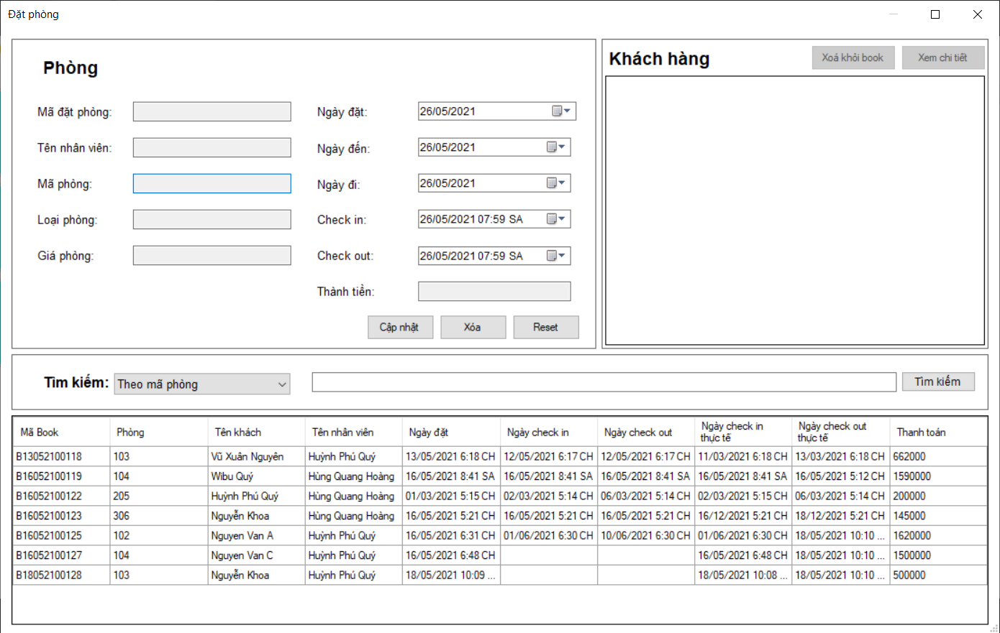 Đặt phòng
Phòng
Mã đặt phòng:
Tên nhân viên:
Mã phòng:
Loại phòng:
Giá phòng:
Ngày đặt: 26/05/2021
Ngày đến: 26/05/2021
Ngày đi: 26/05/2021
Check in: 26/05/2021 07:59 SA
Check out: 26/05/2021 07:59 SA
Thành tiền:
Cập nhật Xóa Reset
Khách hàng Xoá khỏi book Xem chi tiết
Tìm kiếm: Theo mã phòng Tìm kiếm
Mã Book Phòng Tên khách Tên nhân viên Ngày đặt Ngày check in Ngày check out Ngày check in thực tế Ngày check out thực tế Thanh toán
B13052100118 103 Vũ Xuân Nguyên Huỳnh Phú Quý 13/05/2021 6:18 CH 12/05/2021 6:17 CH 12/05/2021 6:17 CH 11/03/2021 6:18 CH 13/03/2021 6:18 CH 662000
B16052100119 104 Wibu Quý Hùng Quang Hoàng 16/05/2021 8:41 SA 16/05/2021 8:41 SA 16/05/2021 8:41 SA 16/05/2021 8:41 SA 16/05/2021 5:12 CH 1590000
B16052100122 205 Huỳnh Phú Quý Hùng Quang Hoàng 01/03/2021 5:15 CH 02/03/2021 5:14 CH 06/03/2021 5:14 CH 02/03/2021 5:15 CH 06/03/2021 5:14 CH 200000
B16052100123 306 Nguyễn Khoa Hùng Quang Hoàng 16/05/2021 5:21 CH 16/05/2021 5:21 CH 16/05/2021 5:21 CH 16/12/2021 5:21 CH 18/12/2021 5:21 CH 145000
B16052100125 102 Nguyen Van A Huỳnh Phú Quý 16/05/2021 6:31 CH 01/06/2021 6:30 CH 10/06/2021 6:30 CH 01/06/2021 6:30 CH 18/05/2021 10:10 ... 1620000
B16052100127 104 Nguyen Van C Huỳnh Phú Quý 16/05/2021 6:48 CH 16/05/2021 6:48 CH 18/05/2021 10:10 ... 1500000
B18052100128 103 Nguyễn Khoa Huỳnh Phú Quý 18/05/2021 10:09 ... 18/05/2021 10:08 ... 18/05/2021 10:10 ... 500000